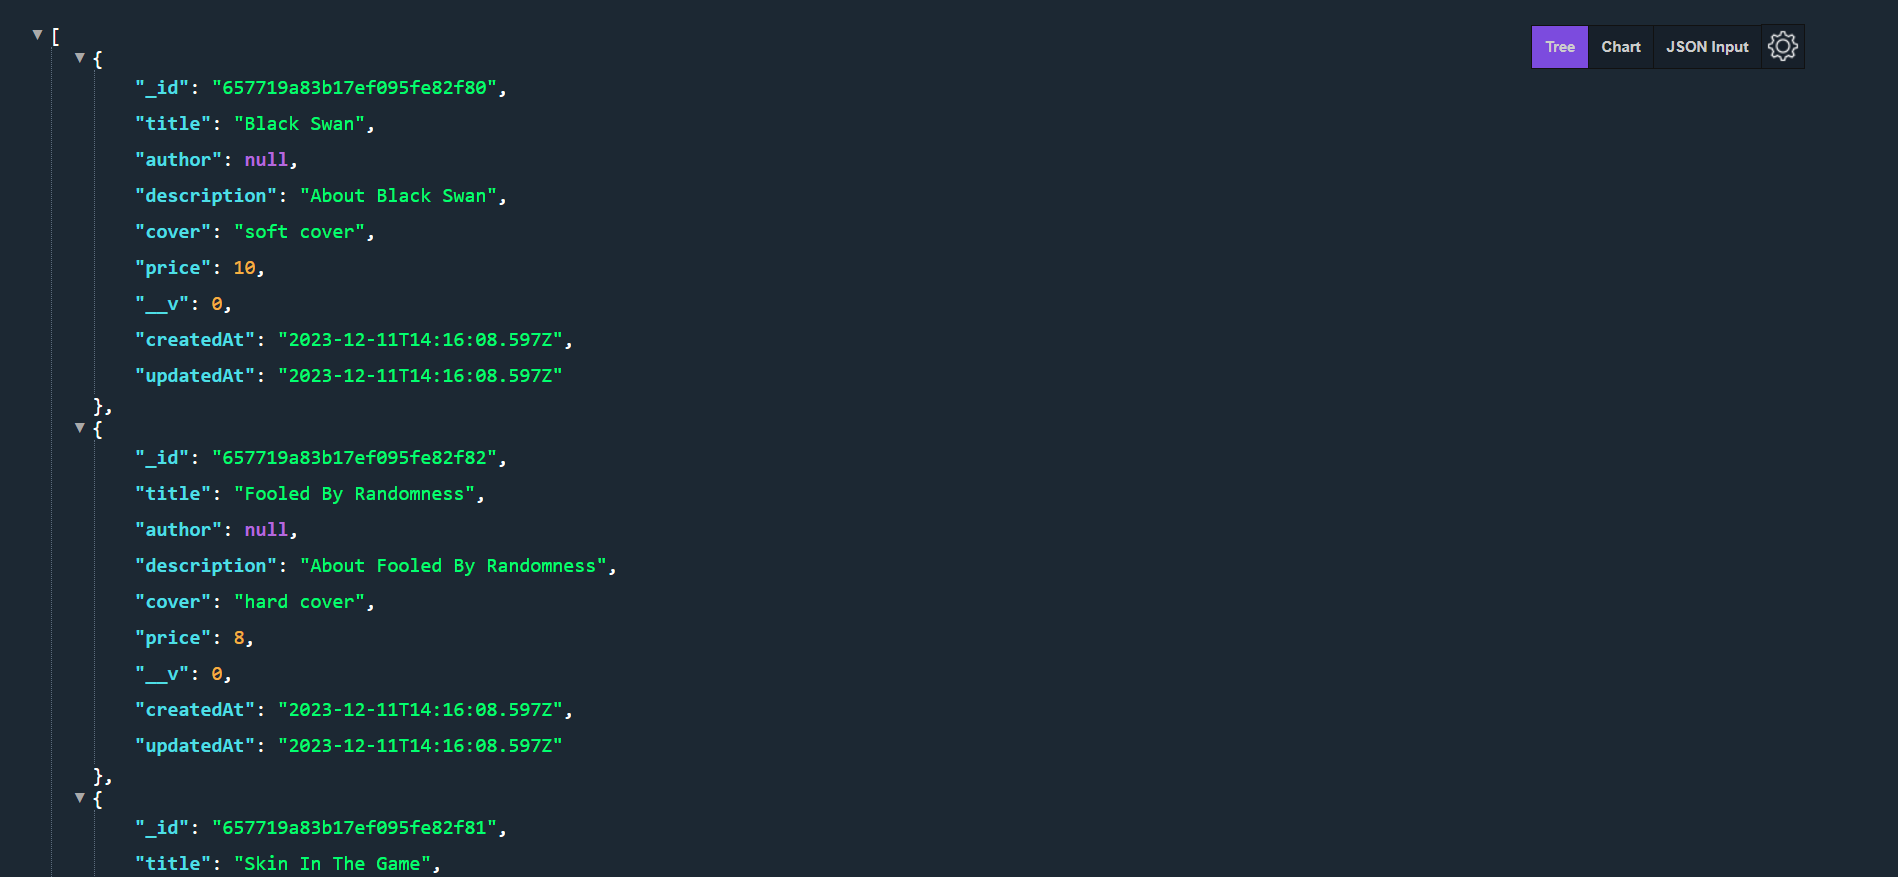 [
{
"_id": "657719a83b17ef095fe82f80",
"title": "Black Swan",
"author": null,
"description": "About Black Swan",
"cover": "soft cover",
"price": 10,
"__v": 0,
"createdAt": "2023-12-11T14:16:08.597Z",
"updatedAt": "2023-12-11T14:16:08.597Z"
},
{
"_id": "657719a83b17ef095fe82f82",
"title": "Fooled By Randomness",
"author": null,
"description": "About Fooled By Randomness",
"cover": "hard cover",
"price": 8,
"__v": 0,
"createdAt": "2023-12-11T14:16:08.597Z",
"updatedAt": "2023-12-11T14:16:08.597Z"
},
{
"_id": "657719a83b17ef095fe82f81",
"title": "Skin In The Game",
Tree Chart JSON Input